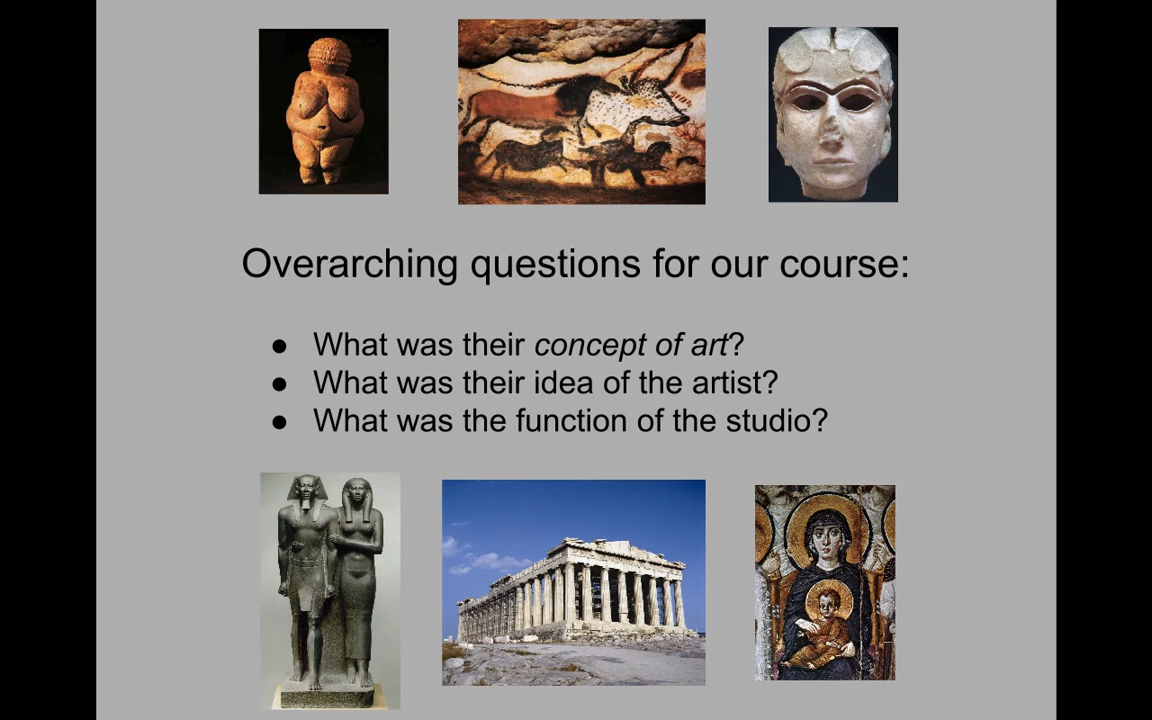 Overarching questions for our course:
● What was their concept of art?
● What was their idea of the artist?
● What was the function of the studio?